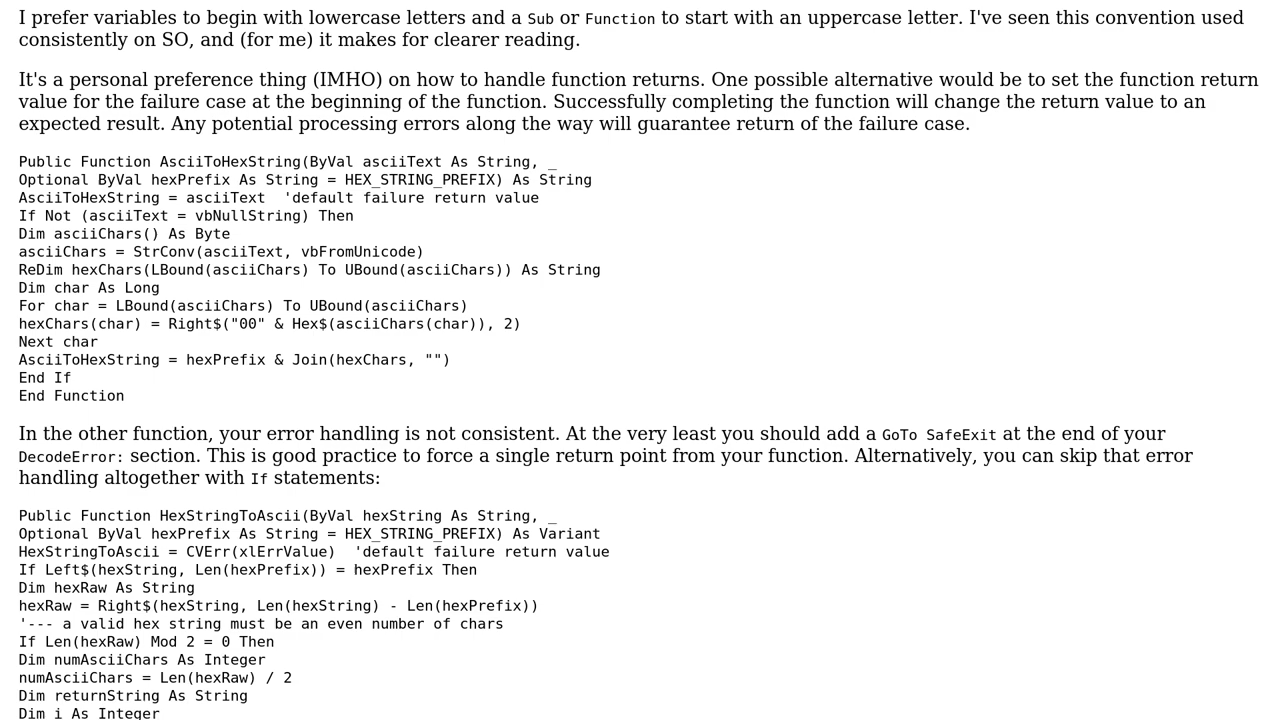 I prefer variables to begin with lowercase letters and a Sub or Function to start with an uppercase letter. I've seen this convention used
consistently on SO, and (for me) it makes for clearer reading.
It's a personal preference thing (IMHO) on how to handle function returns. One possible alternative would be to set the function return
value for the failure case at the beginning of the function. Successfully completing the function will change the return value to an
expected result. Any potential processing errors along the way will guarantee return of the failure case.
Public Function AsciiToHexString(ByVal asciiText As String, _
Optional ByVal hexPrefix As String = HEX_STRING_PREFIX) As String
AsciiToHexString = asciiText  'default failure return value
If Not (asciiText = vbNullString) Then
Dim asciiChars() As Byte
asciiChars = StrConv(asciiText, vbFromUnicode)
ReDim hexChars(LBound(asciiChars) To UBound(asciiChars)) As String
Dim char As Long
For char = LBound(asciiChars) To UBound(asciiChars)
hexChars(char) = Right$("00" & Hex$(asciiChars(char)), 2)
Next char
AsciiToHexString = hexPrefix & Join(hexChars, "")
End If
End Function
In the other function, your error handling is not consistent. At the very least you should add a GoTo SafeExit at the end of your
DecodeError: section. This is good practice to force a single return point from your function. Alternatively, you can skip that error
handling altogether with If statements:
Public Function HexStringToAscii(ByVal hexString As String, _
Optional ByVal hexPrefix As String = HEX_STRING_PREFIX) As Variant
HexStringToAscii = CVErr(xlErrValue)  'default failure return value
If Left$(hexString, Len(hexPrefix)) = hexPrefix Then
Dim hexRaw As String
hexRaw = Right$(hexString, Len(hexString) - Len(hexPrefix))
'--- a valid hex string must be an even number of chars
If Len(hexRaw) Mod 2 = 0 Then
Dim numAsciiChars As Integer
numAsciiChars = Len(hexRaw) / 2
Dim returnString As String
Dim i As Integer